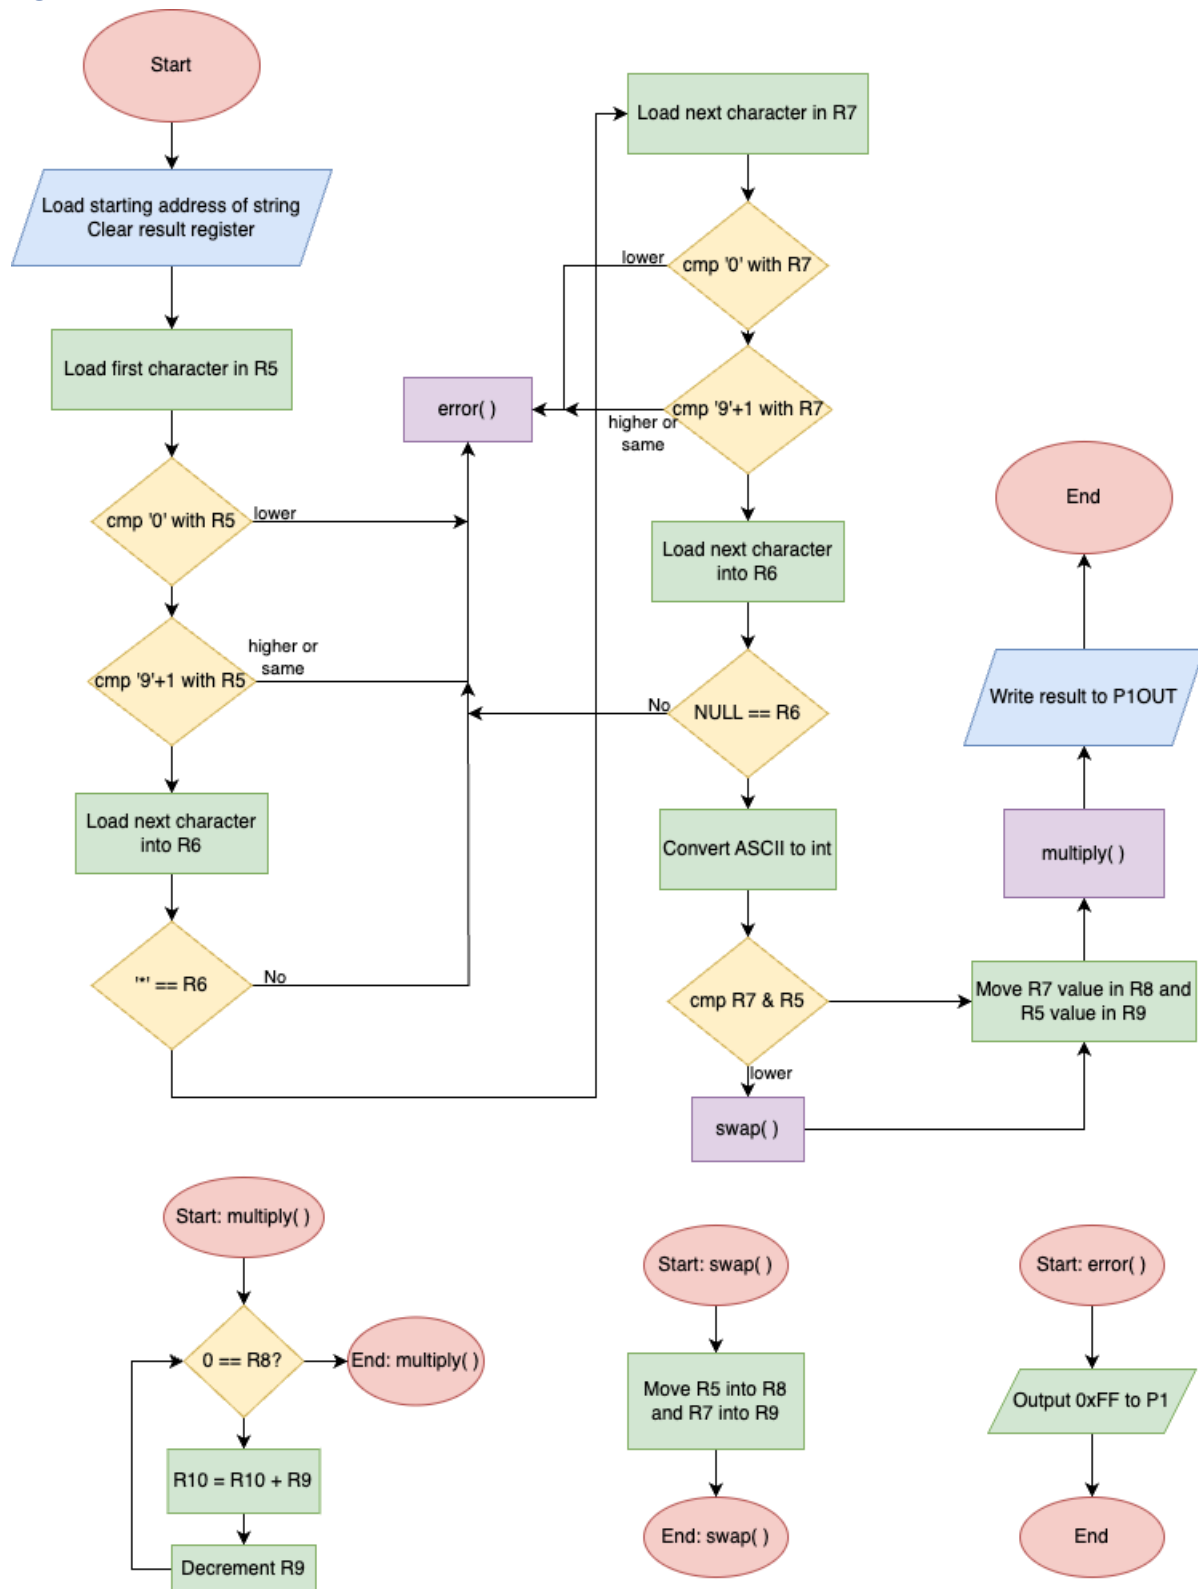 Start
Load starting address of string
Clear result register
Load first character in R5
cmp '0' with R5
lower
cmp '9'+1 with R5
higher or
same
Load next character
into R6
'*' == R6
No
error( )
Load next character in R7
cmp '0' with R7
lower
cmp '9'+1 with R7
higher or
same
Load next character
into R6
NULL == R6
No
Convert ASCII to int
cmp R7 & R5
lower
swap( )
Move R7 value in R8 and
R5 value in R9
multiply( )
Write result to P1OUT
End
Start: multiply( )
0 == R8?
End: multiply( )
R10 = R10 + R9
Decrement R9
Start: swap( )
Move R5 into R8
and R7 into R9
End: swap( )
Start: error( )
Output 0xFF to P1
End